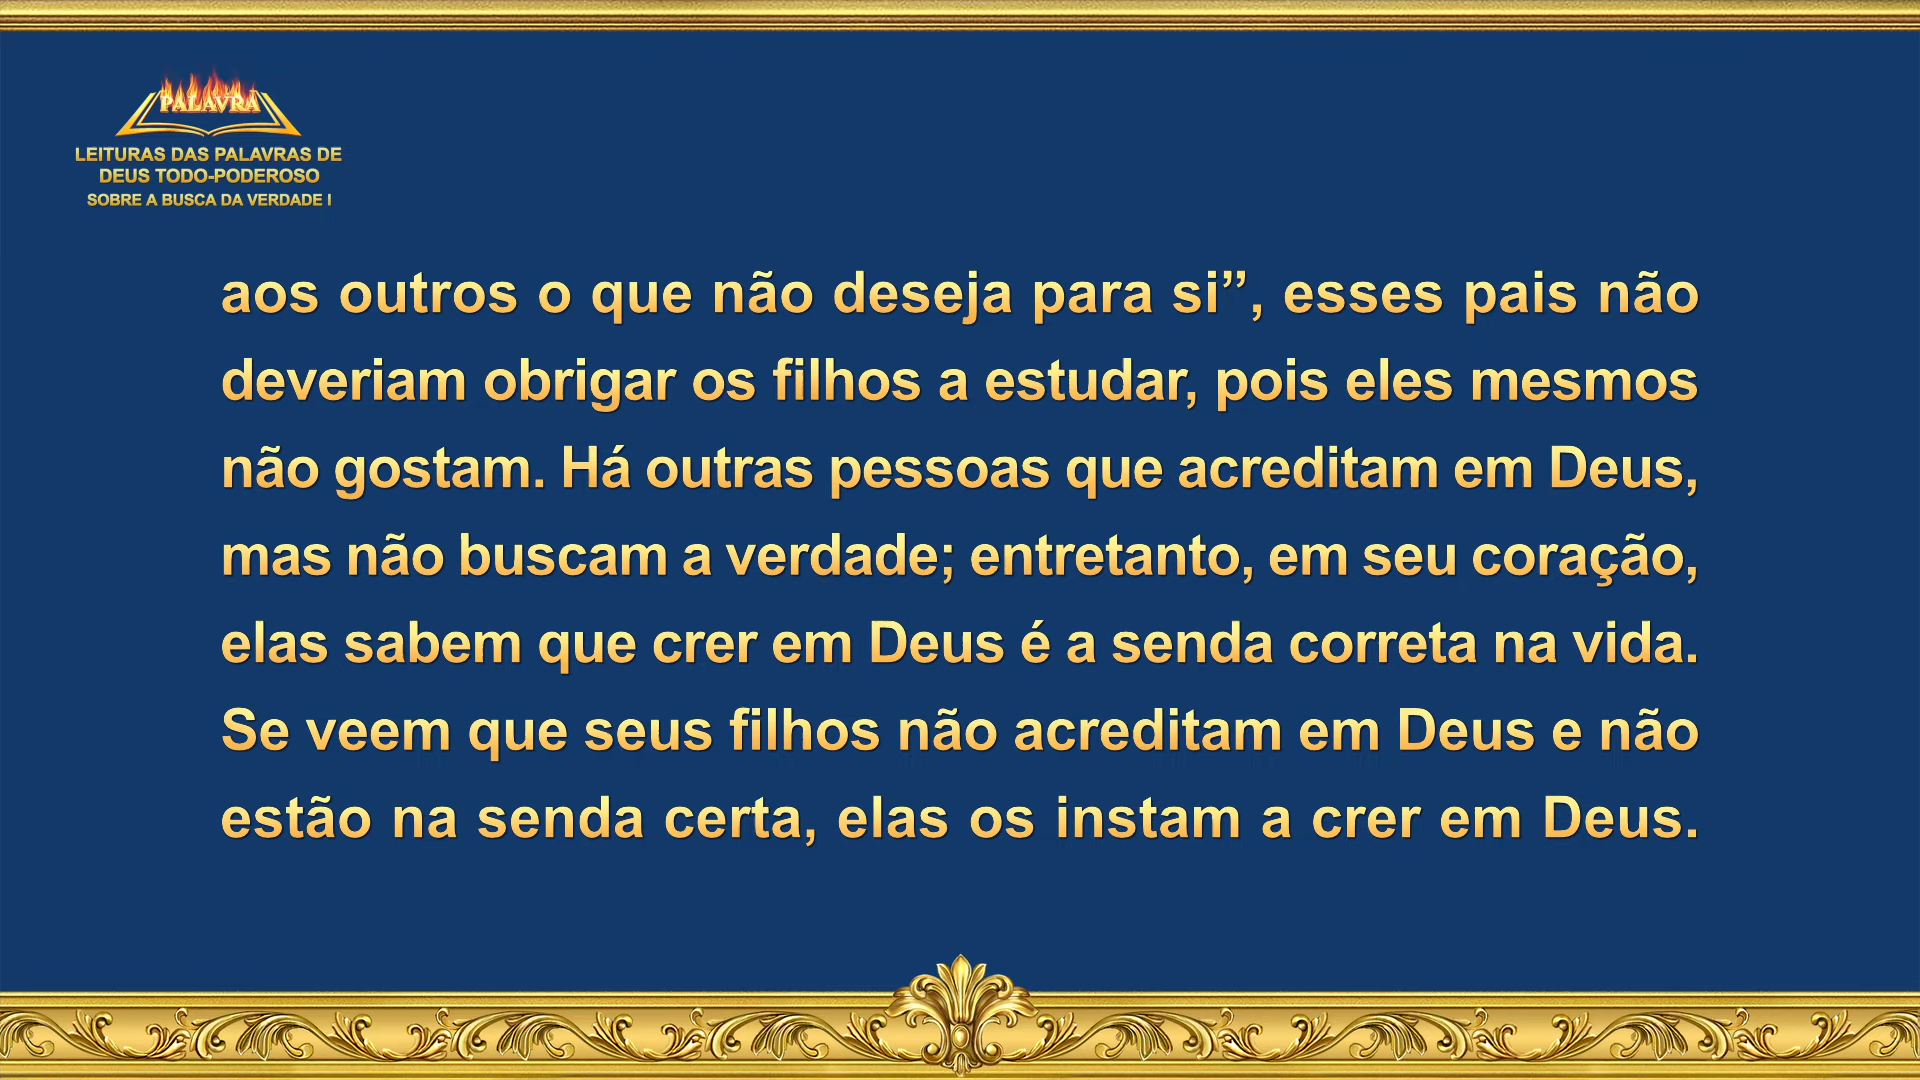 PALAVRA
LEITURAS DAS PALAVRAS DE
DEUS TODO-PODEROSO
SOBRE A BUSCA DA VERDADE I
aos outros o que não deseja para si”, esses pais não
deveriam obrigar os filhos a estudar, pois eles mesmos
não gostam. Há outras pessoas que acreditam em Deus,
mas não buscam a verdade; entretanto, em seu coração,
elas sabem que crer em Deus é a senda correta na vida.
Se veem que seus filhos não acreditam em Deus e não
estão na senda certa, elas os instam a crer em Deus.